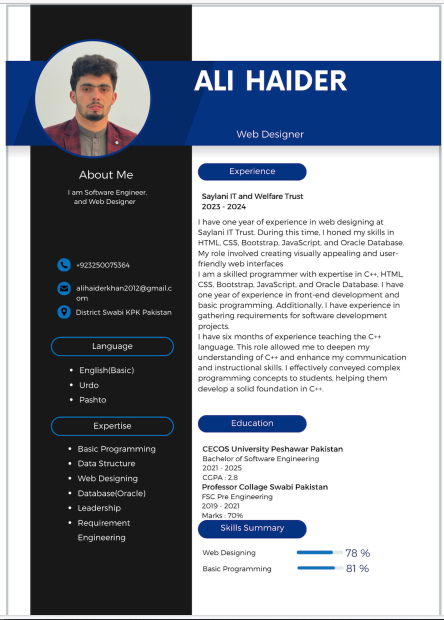 ALI HAIDER
Web Designer
About Me
I am Software Engineer,
and Web Designer
+923250075364
alihaiderkhan2012@gmail.c
om
District Swabi KPK Pakistan
Language
English(Basic)
Urdu
Pashto
Expertise
Basic Programming
Data Structure
Web Designing
Database(Oracle)
Leadership
Requirement
Engineering
Experience
Saylani IT and Welfare Trust
2023 - 2024
I have one year of experience in web designing at
Saylani IT Trust. During this time, I honed my skills in
HTML, CSS, Bootstrap, JavaScript, and Oracle Database.
My role involved creating visually appealing and user-
friendly web interfaces
I am a skilled programmer with expertise in C++, HTML,
CSS, Bootstrap, JavaScript, and Oracle Database. I have
one year of experience in front-end development and
basic programming. Additionally, I have experience in
gathering requirements for software development
projects.
I have six months of experience teaching the C++
language. This role allowed me to deepen my
understanding of C++ and enhance my communication
and instructional skills. I effectively conveyed complex
programming concepts to students, helping them
develop a solid foundation in C++.
Education
CECOS University Peshawar Pakistan
Bachelor of Software Engineering
2021 - 2025
CGPA : 2.8
Professor Collage Swabi Pakistan
FSC Pre Engineering
2019 - 2021
Marks : 70%
Skills Summary
Web Designing 78 %
Basic Programming 81 %